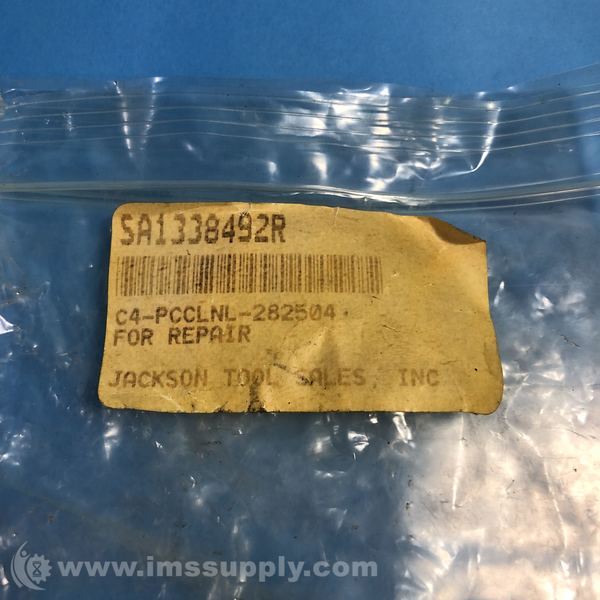 SA1338492R
C4-PCCLNL-282504
FOR REPAIR
JACKSON TOOL SALES, INC
www.imssupply.com